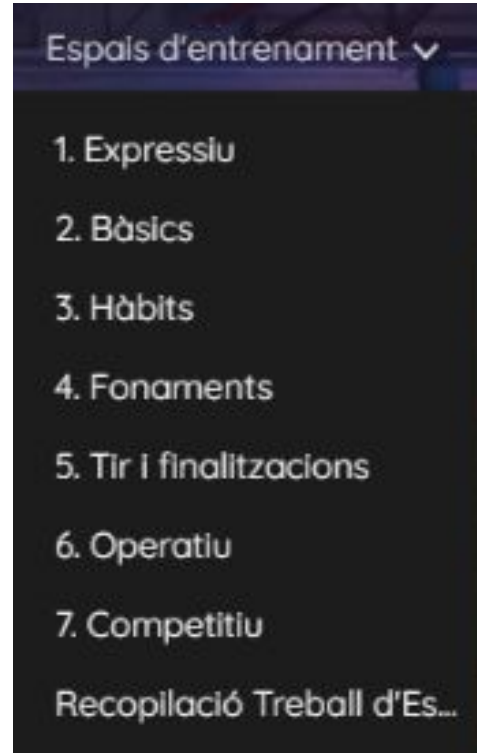 Espais d'entrenament
1. Expressiu
2. Bàsics
3. Hàbits
4. Fonaments
5. Tir i finalitzacions
6. Operatiu
7. Competitiu
Recopilació Treball d'Es...